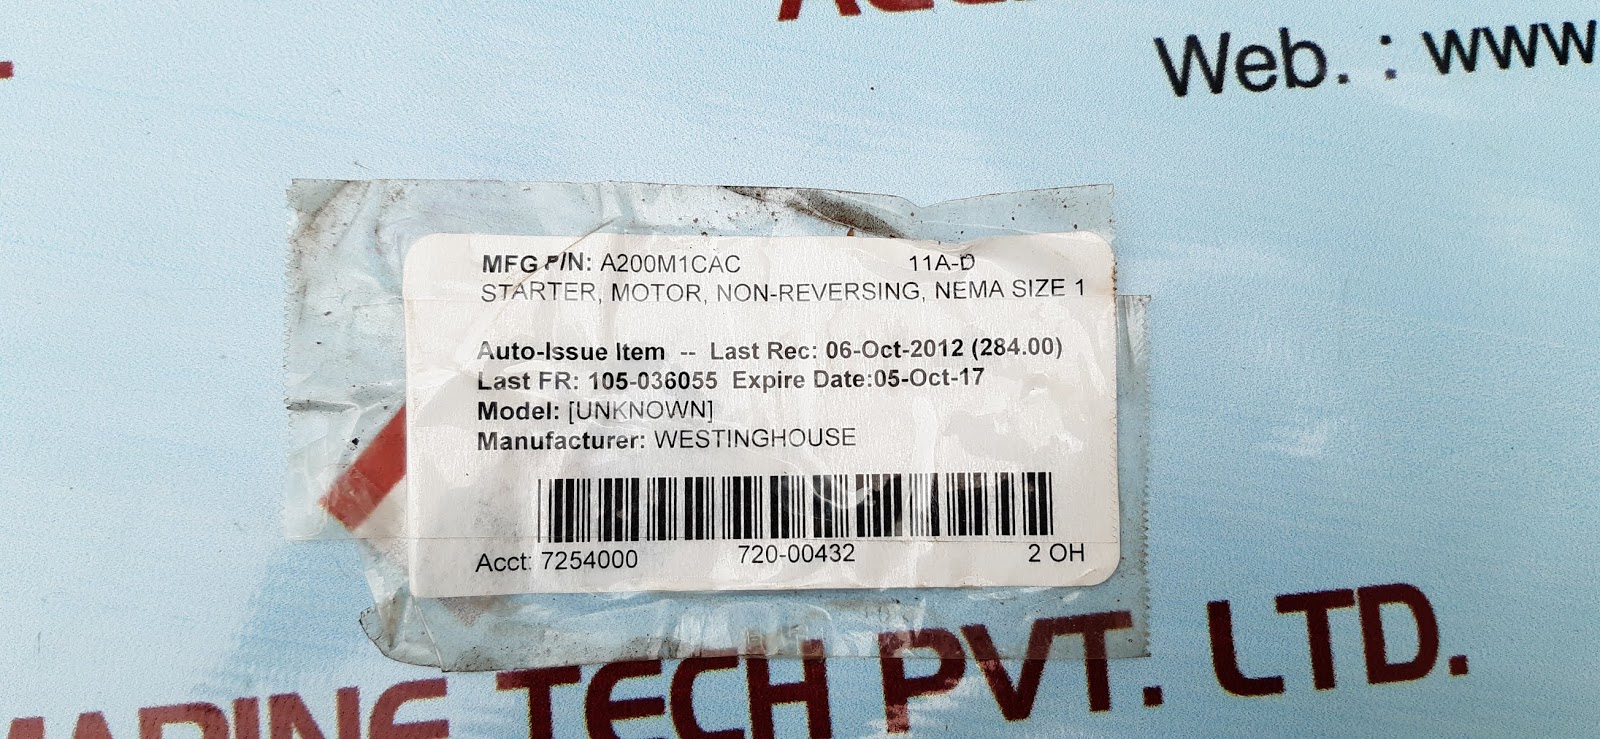 Web. : www
MFG P/N: A200M1CAC 11A-D
STARTER, MOTOR, NON-REVERSING, NEMA SIZE 1
Auto-Issue Item -- Last Rec: 06-Oct-2012 (284.00)
Last FR: 105-036055 Expire Date:05-Oct-17
Model: [UNKNOWN]
Manufacturer: WESTINGHOUSE
Acct: 7254000 720-00432 2 OH
MARINE TECH PVT. LTD.